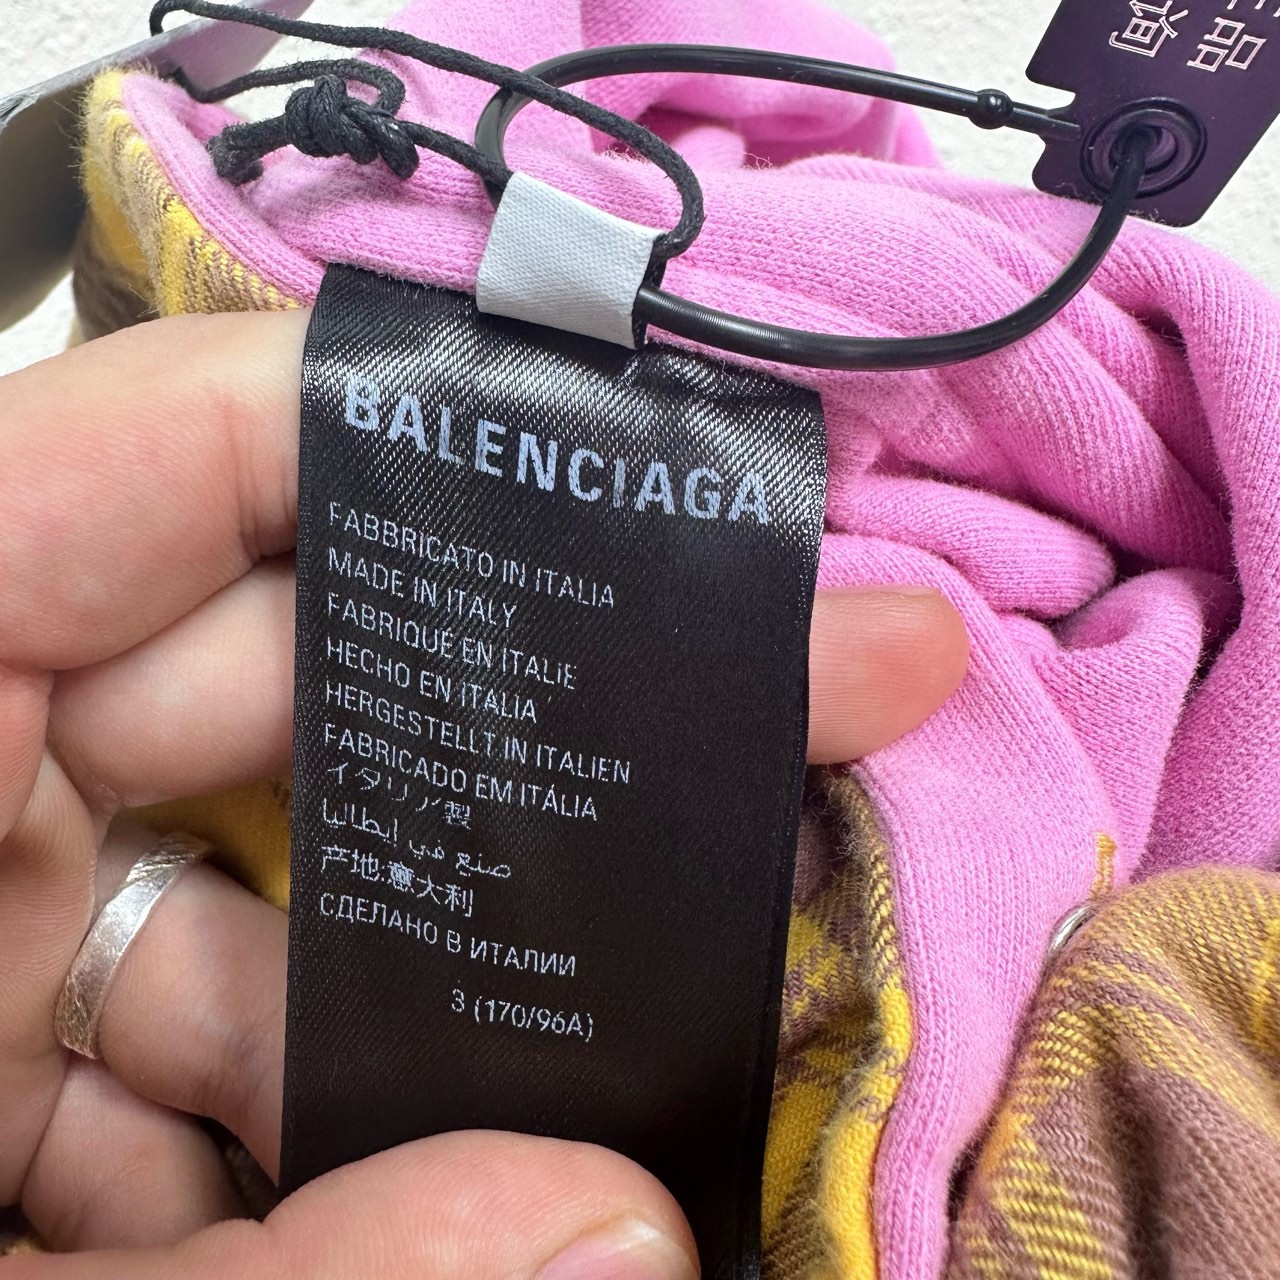 BALENCIAGA
FABBRICATO IN ITALIA
MADE IN ITALY
FABRIQUÉ EN ITALIE
HECHO EN ITALIA
HERGESTELLT IN ITALIEN
FABRICADO EM ITÁLIA
イタリア製
صنع في إيطاليا
产地:意大利
СДЕЛАНО В ИТАЛИИ
3 (170/96A)